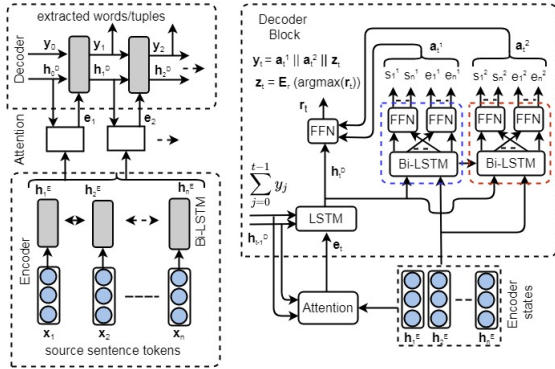 extracted words/tuples
Decoder
y₀ y₁ y₂
h₀ᴰ h₁ᴰ h₂ᴰ
e₁ e₂
Attention
h₁ᴱ h₂ᴱ hₙᴱ
Encoder
Bi-LSTM
x₁ x₂ xₙ
source sentence tokens
Decoder
Block
yₜ = aₜ¹ || aₜ² || zₜ
zₜ = Eᵣ (argmax(rₜ))
aₜ¹ aₜ²
s₁¹ sₙ¹ e₁¹ eₙ¹ s₁² sₙ² e₁² eₙ²
rₜ
FFN FFN FFN FFN FFN
Bi-LSTM Bi-LSTM
hₜᴰ
∑ⱼ₌₀ᵗ⁻¹ yⱼ
LSTM
hₜ₋₁ᴰ
eₜ
Attention
h₁ᴱ h₂ᴱ hₙᴱ
Encoder
states